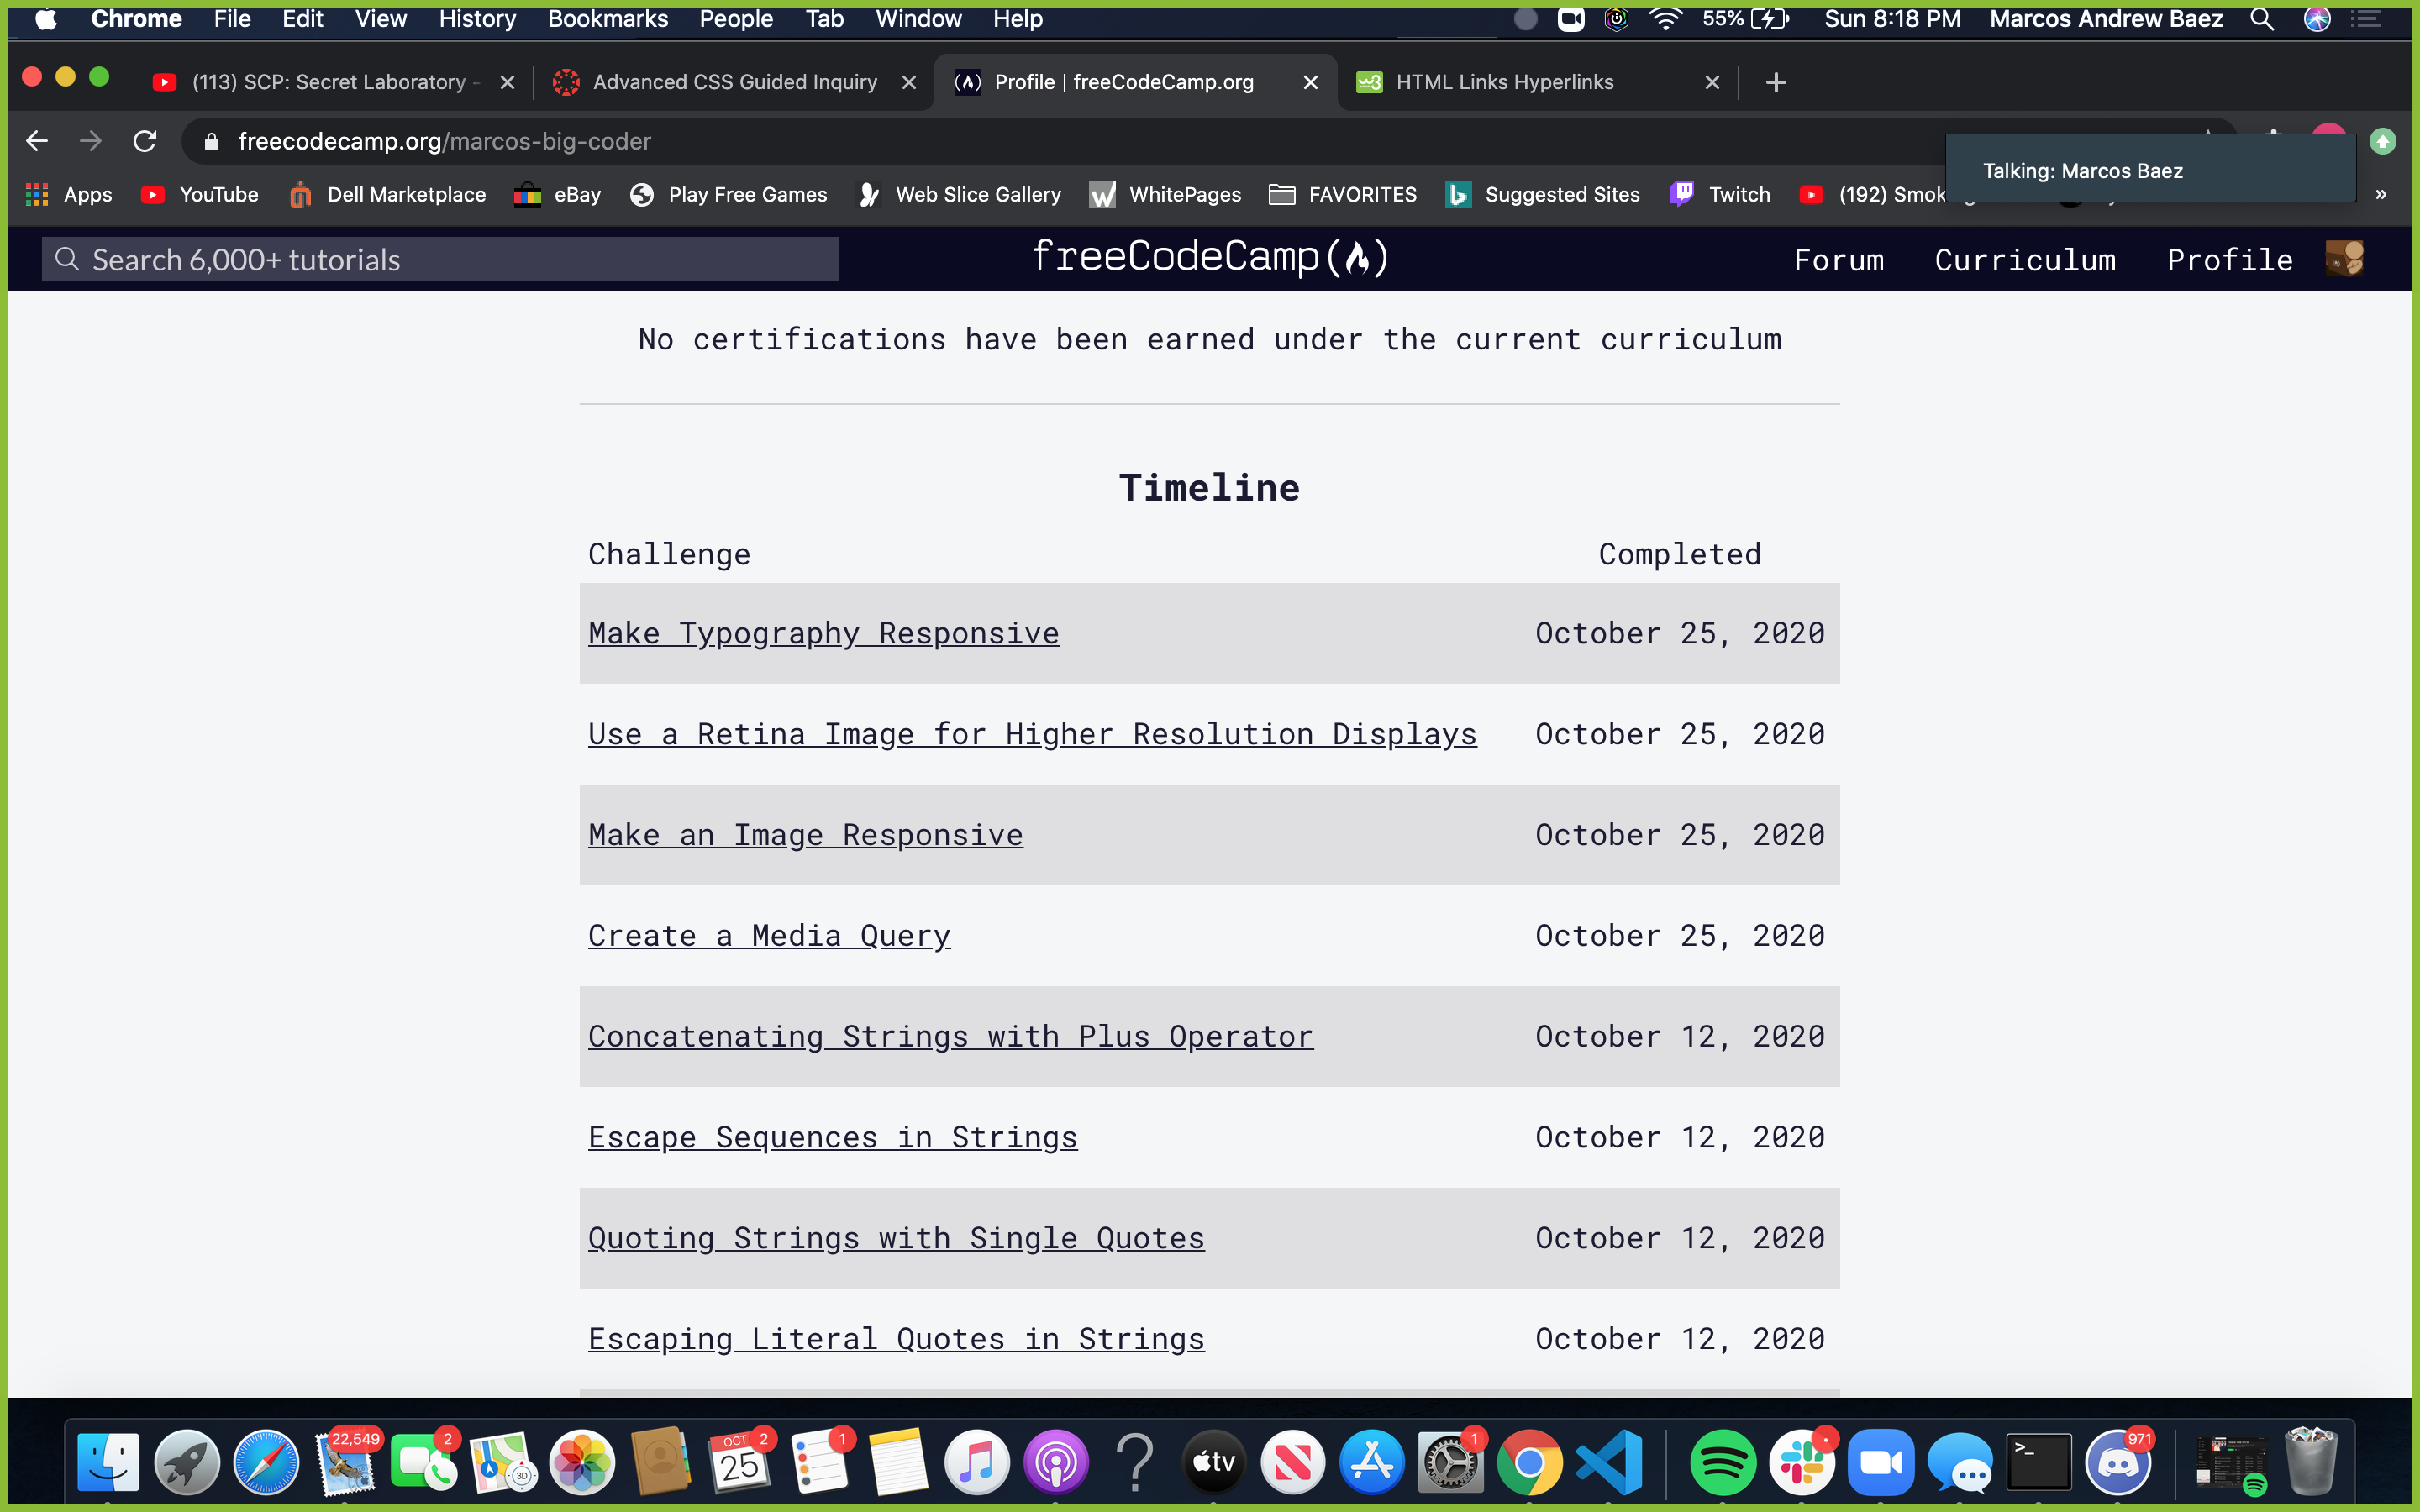 Chrome File Edit View History Bookmarks People Tab Window Help 55% Sun 8:18 PM Marcos Andrew Baez
(113) SCP: Secret Laboratory - Advanced CSS Guided Inquiry (/\) Profile | freeCodeCamp.org w3 HTML Links Hyperlinks
freecodecamp.org/marcos-big-coder
Talking: Marcos Baez
Apps YouTube Dell Marketplace eBay Play Free Games Web Slice Gallery WhitePages FAVORITES Suggested Sites Twitch (192) Smok »
Search 6,000+ tutorials freeCodeCamp Forum Curriculum Profile
No certifications have been earned under the current curriculum
Timeline
Challenge Completed
Make Typography Responsive October 25, 2020
Use a Retina Image for Higher Resolution Displays October 25, 2020
Make an Image Responsive October 25, 2020
Create a Media Query October 25, 2020
Concatenating Strings with Plus Operator October 12, 2020
Escape Sequences in Strings October 12, 2020
Quoting Strings with Single Quotes October 12, 2020
Escaping Literal Quotes in Strings October 12, 2020
22,549 2 3D OCT 25 2 1 ? tv 1 >_ 971